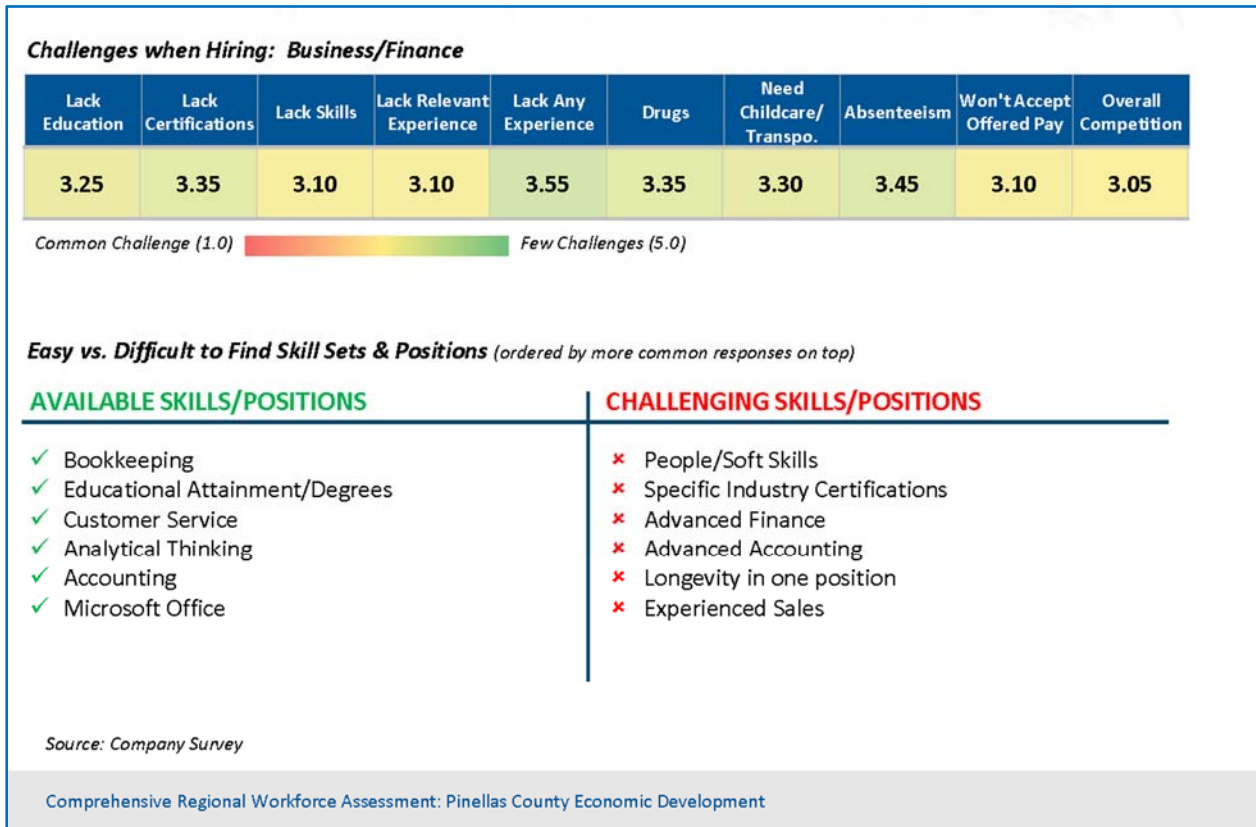 Challenges when Hiring: Business/Finance
Lack Education
Lack Certifications
Lack Skills
Lack Relevant Experience
Lack Any Experience
Drugs
Need Childcare/ Transpo.
Absenteeism
Won't Accept Offered Pay
Overall Competition
3.25 3.35 3.10 3.10 3.55 3.35 3.30 3.45 3.10 3.05
Common Challenge (1.0) Few Challenges (5.0)
Easy vs. Difficult to Find Skill Sets & Positions (ordered by more common responses on top)
AVAILABLE SKILLS/POSITIONS
✓ Bookkeeping
✓ Educational Attainment/Degrees
✓ Customer Service
✓ Analytical Thinking
✓ Accounting
✓ Microsoft Office
CHALLENGING SKILLS/POSITIONS
✗ People/Soft Skills
✗ Specific Industry Certifications
✗ Advanced Finance
✗ Advanced Accounting
✗ Longevity in one position
✗ Experienced Sales
Source: Company Survey
Comprehensive Regional Workforce Assessment: Pinellas County Economic Development